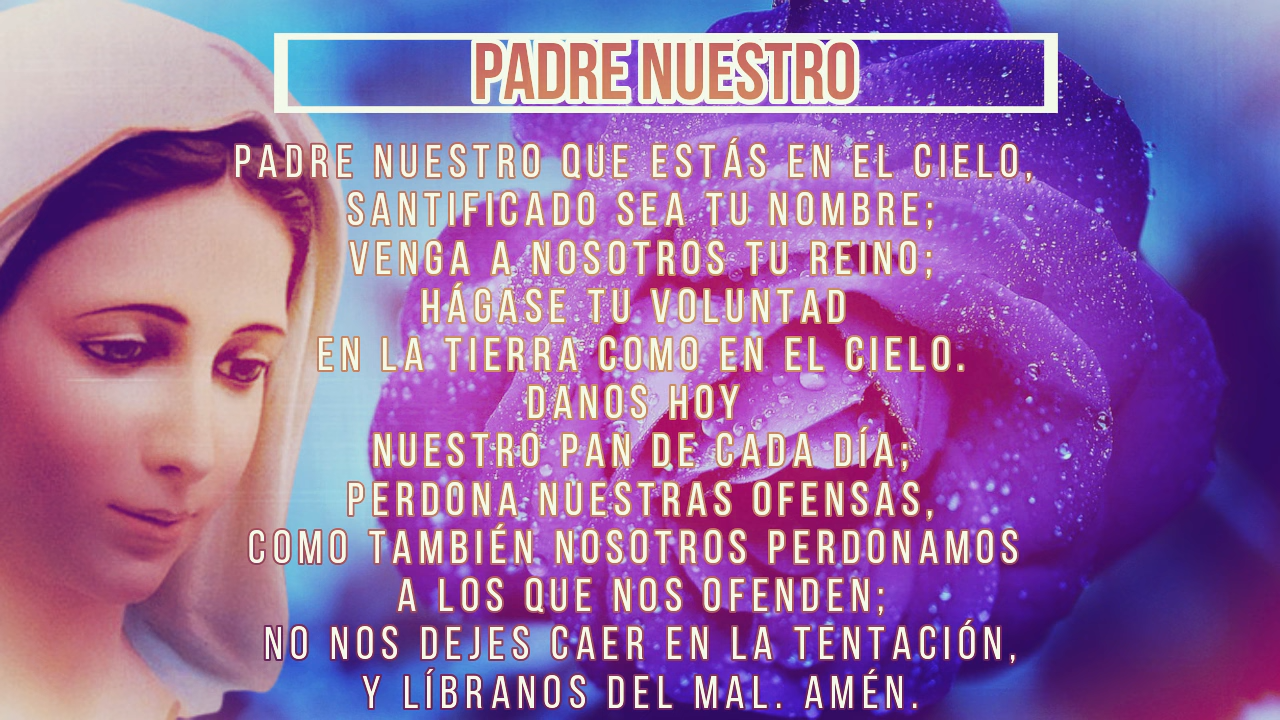 PADRE NUESTRO
PADRE NUESTRO QUE ESTÁS EN EL CIELO,
SANTIFICADO SEA TU NOMBRE;
VENGA A NOSOTROS TU REINO;
HÁGASE TU VOLUNTAD
EN LA TIERRA COMO EN EL CIELO.
DANOS HOY
NUESTRO PAN DE CADA DÍA;
PERDONA NUESTRAS OFENSAS,
COMO TAMBIÉN NOSOTROS PERDONAMOS
A LOS QUE NOS OFENDEN;
NO NOS DEJES CAER EN LA TENTACIÓN,
Y LÍBRANOS DEL MAL. AMÉN.